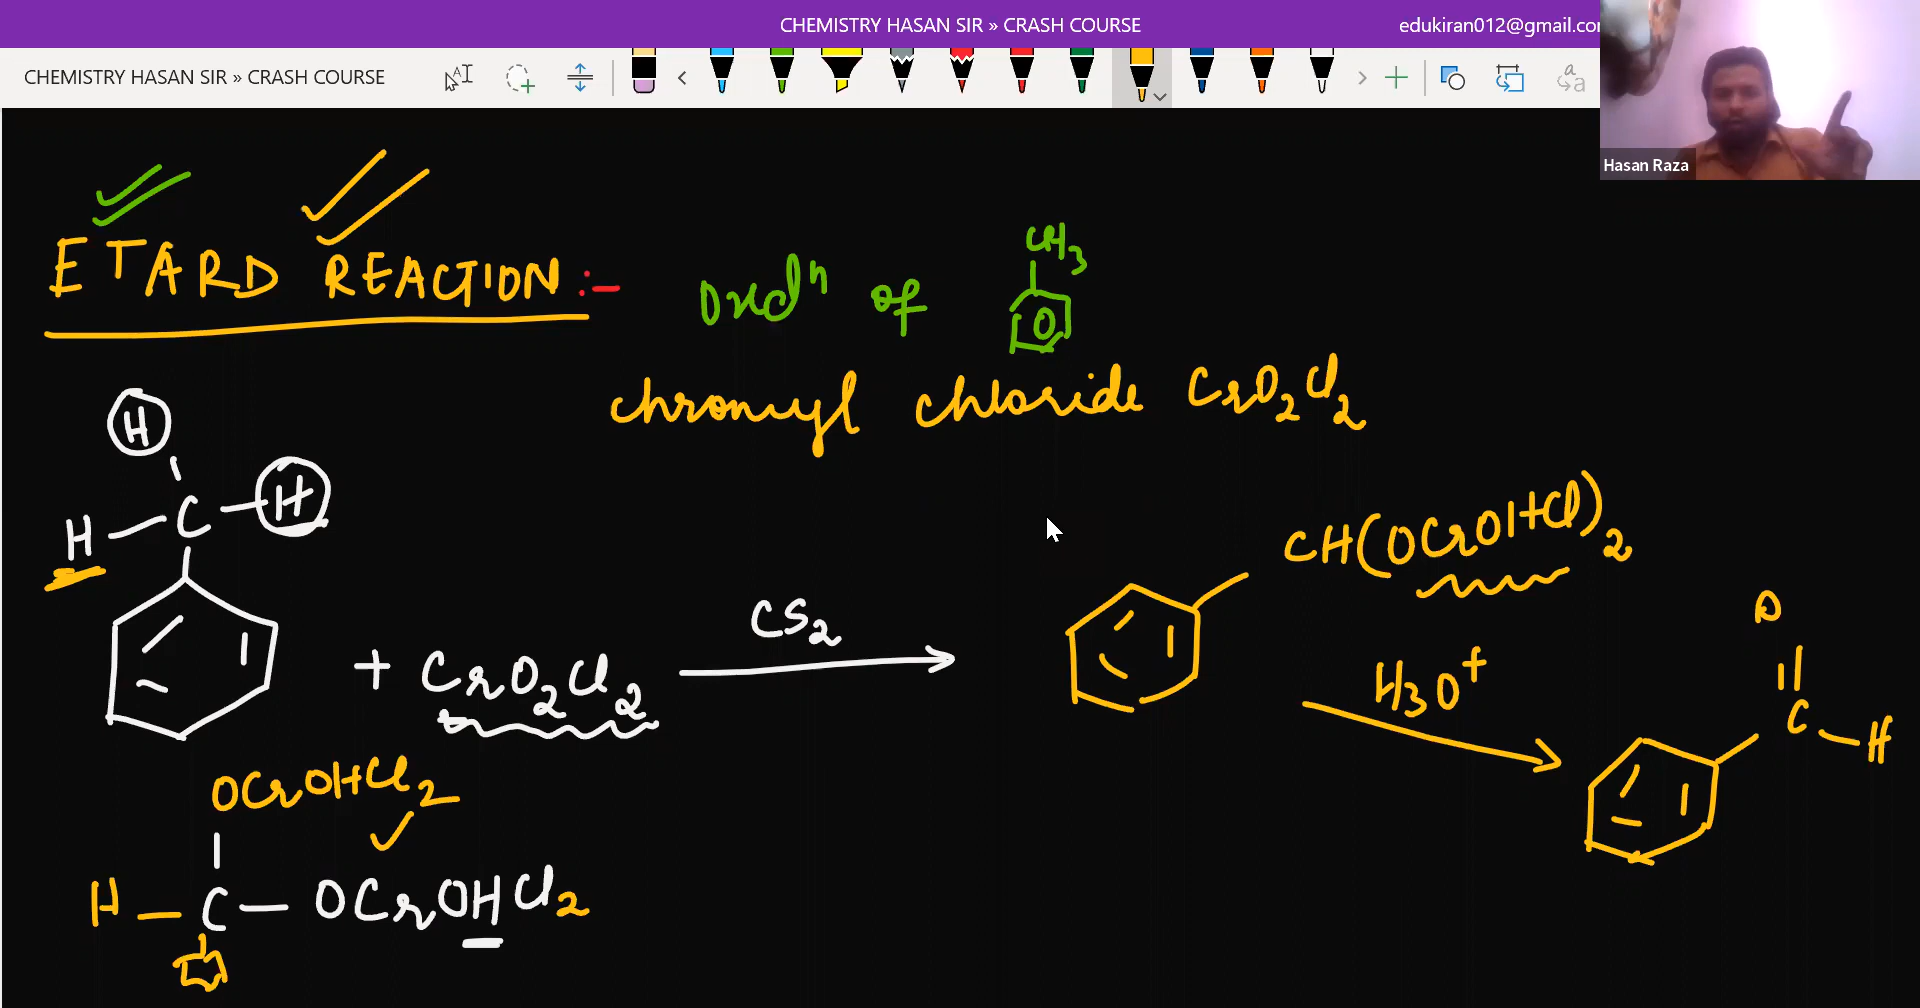 CHEMISTRY HASAN SIR » CRASH COURSE
edukiran012@gmail.co
CHEMISTRY HASAN SIR » CRASH COURSE
Hasan Raza
ETARD REACTION :-
Oxdⁿ of
CH₃
chromyl chloride CrO₂Cl₂
H
H — C — H
+ CrO₂Cl₂
CS₂
CH(OCrOHCl)₂
H₃O⁺
O
C — H
OCrOHCl₂
H — C — OCrOHCl₂